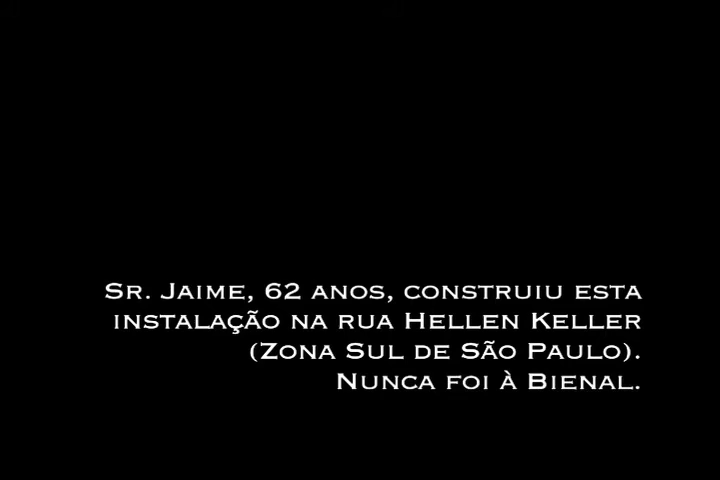 Sr. Jaime, 62 anos, construiu esta
instalação na rua Hellen Keller
(Zona Sul de São Paulo).
Nunca foi à Bienal.